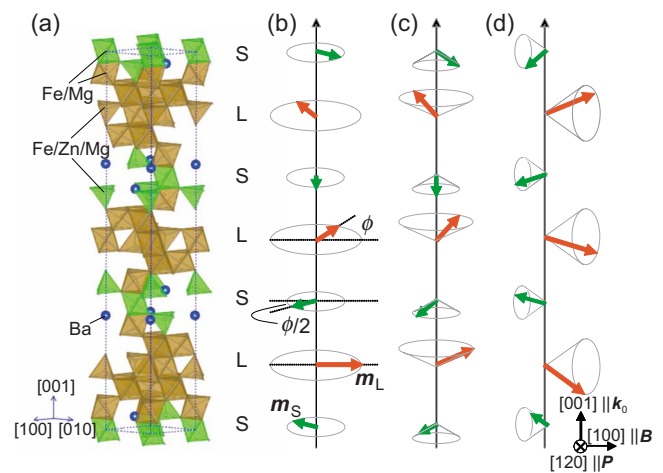 (a) (b) (c) (d)
S
Fe/Mg
L
Fe/Zn/Mg
S
L
ϕ
S
ϕ/2
Ba
L
m_L
[001]
m_S
S
[100] [010]
[001] ||k_0
[100] ||B
[120] ||P